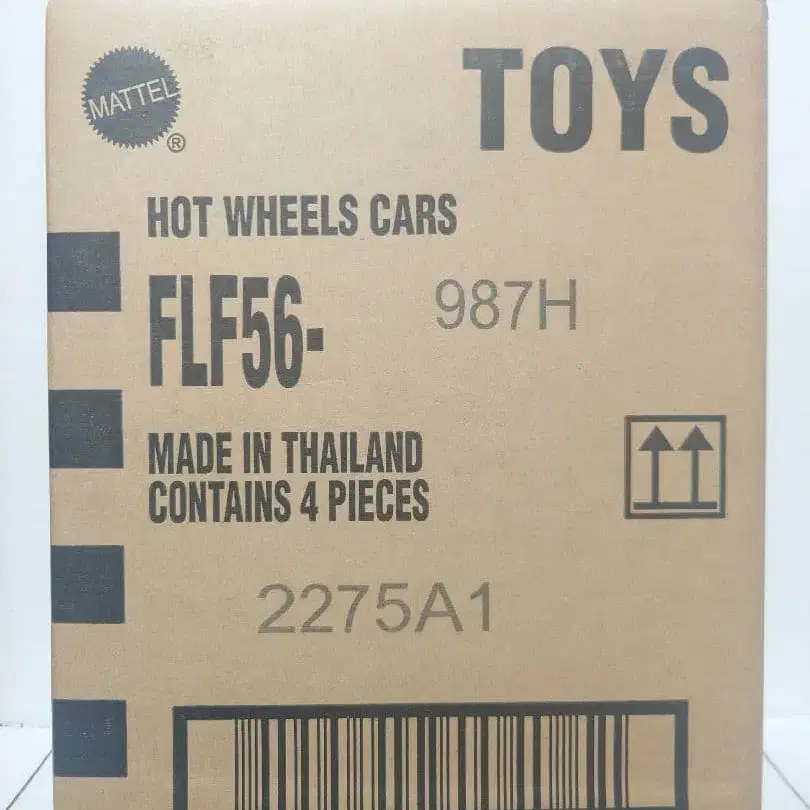 MATTEL
®
TOYS
HOT WHEELS CARS
FLF56-
987H
MADE IN THAILAND
CONTAINS 4 PIECES
2275A1